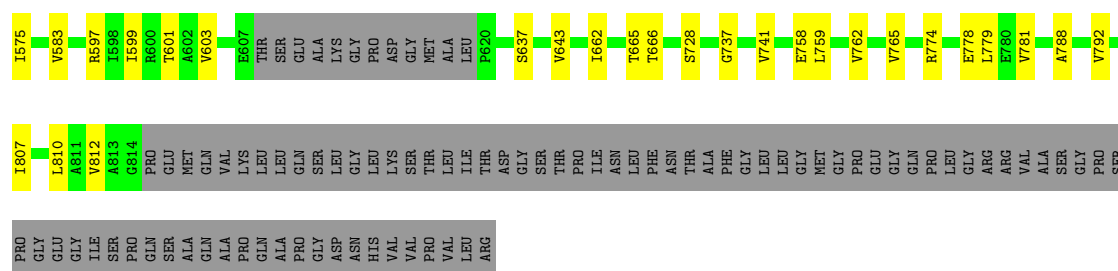 I575 V583 R597 I598 I599 R600 T601 A602 V603 E607 THR SER GLU ALA LYS GLY PRO ASP GLY MET ALA LEU P620 S637 V643 I662 T665 T666 S728 G737 V741 E758 L759 V762 V765 R774 E778 L779 E780 V781 A788 V792
I807 L810 A811 V812 A813 G814 PRO GLU MET GLN VAL LYS LEU LEU GLN SER LEU GLY LEU LYS SER THR LEU ILE THR ASP GLY SER THR PRO ILE ASN LEU PHE ASN THR ALA PHE GLY LEU LEU GLY MET GLY PRO GLU GLY GLN PRO LEU GLY ARG ARG VAL ALA SER GLY PRO SER
PRO GLY GLU GLY ILE SER PRO GLN SER ALA GLN ALA PRO GLN ALA PRO GLY ASP ASN HIS VAL VAL PRO VAL LEU ARG